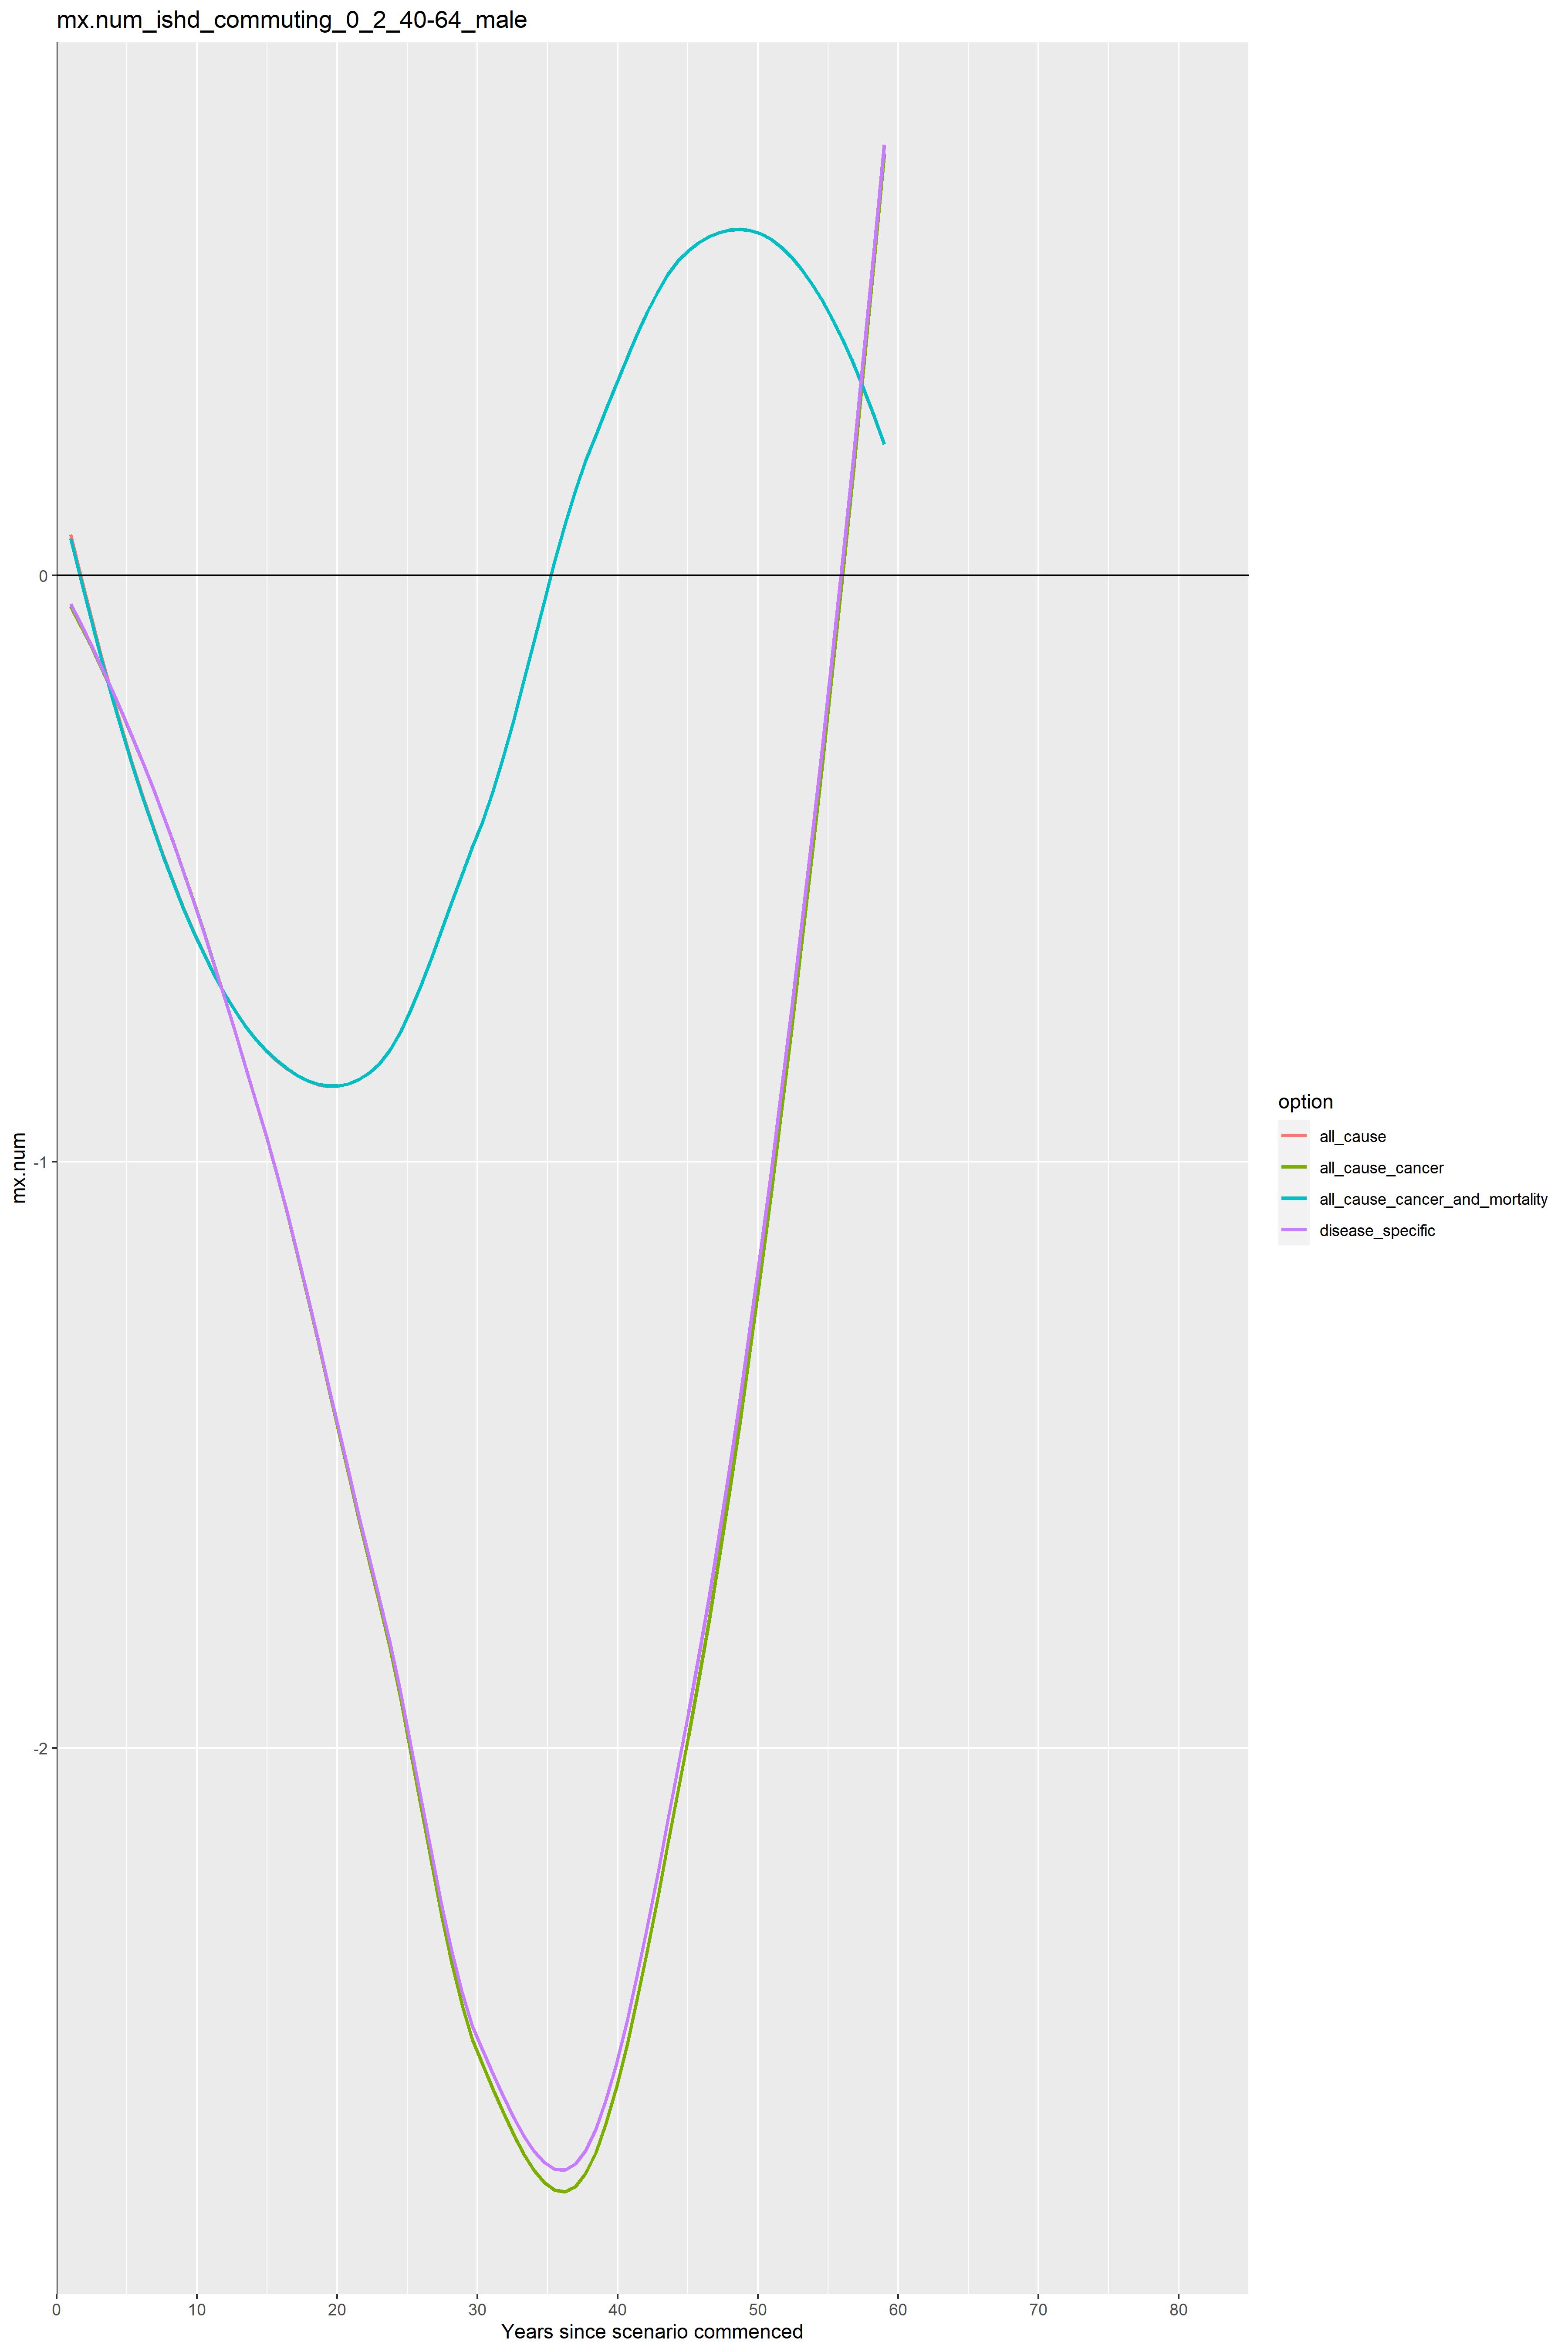 mx.num_ishd_commuting_0_2_40-64_male
mx.num
0
-1
-2
0 10 20 30 40 50 60 70 80
Years since scenario commenced
option
all_cause
all_cause_cancer
all_cause_cancer_and_mortality
disease_specific